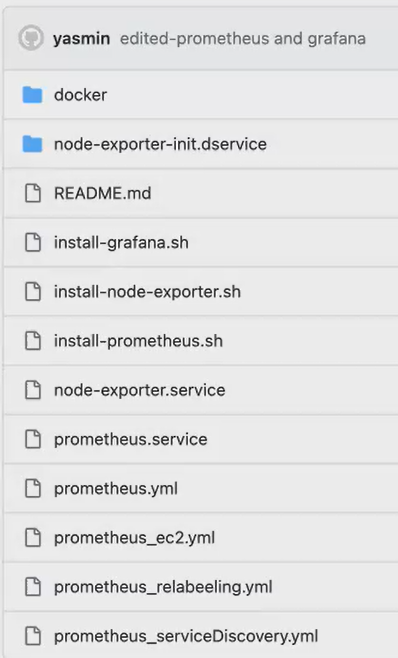 yasmin edited-prometheus and grafana
docker
node-exporter-init.dservice
README.md
install-grafana.sh
install-node-exporter.sh
install-prometheus.sh
node-exporter.service
prometheus.service
prometheus.yml
prometheus_ec2.yml
prometheus_relabeeling.yml
prometheus_serviceDiscovery.yml